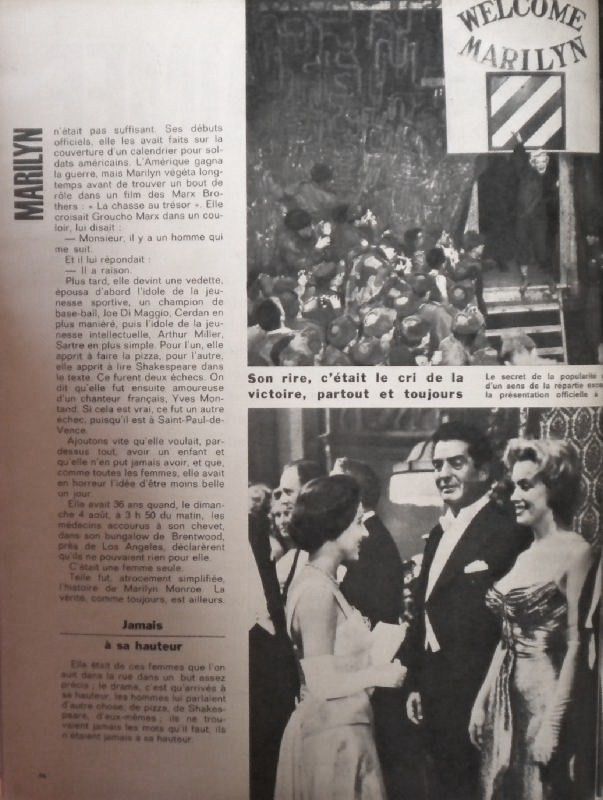 MARILYN
n'était pas suffisant. Ses débuts
officiels, elle les avait faits sur la
couverture d'un calendrier pour sol-
dats américains. L'Amérique gagna
la guerre, mais Marilyn végéta long-
temps avant de trouver un bout de
rôle dans un film des Marx Bro-
thers : « La chasse au trésor ». Elle
croisait Groucho Marx dans un cou-
loir, lui disait :
— Monsieur, il y a un homme qui
me suit.
Et il lui répondait :
— Il a raison.
Plus tard, elle devint une vedette,
épousa d'abord l'idole de la jeu-
nesse sportive, un champion de
base-ball, Joe Di Maggio, Cerdan en
plus maniéré, puis l'idole de la jeu-
nesse intellectuelle, Arthur Miller,
Sartre en plus simple. Pour l'un, elle
apprit à faire la pizza, pour l'autre,
elle apprit à lire Shakespeare dans
le texte. Ce furent deux échecs. On
dit qu'elle fut ensuite amoureuse
d'un chanteur français, Yves Mon-
tand. Si cela est vrai, ce fut un autre
échec, puisqu'il est à Saint-Paul-de-
Vence.
Ajoutons vite qu'elle voulait, par-
dessus tout, avoir un enfant et
qu'elle n'en put jamais avoir, et que,
comme toutes les femmes, elle avait
en horreur l'idée d'être moins belle
un jour.
Elle avait 36 ans quand, le diman-
che 4 août, à 3 h 50 du matin, les
médecins accourus à son chevet,
dans son bungalow de Brentwood,
près de Los Angeles, déclarèrent
qu'ils ne pouvaient rien pour elle.
C'était une femme seule.
Telle fut, atrocement simplifiée,
l'histoire de Marilyn Monroe. La
vérité, comme toujours, est ailleurs.
Jamais
à sa hauteur
Elle était de ces femmes que l'on
suit dans la rue dans un but assez
précis ; le drame, c'est qu'arrivés à
sa hauteur, les hommes lui parlaient
d'autre chose, de pizza, de Shakes-
peare, d'eux-mêmes ; ils ne trou-
vaient jamais les mots qu'il faut, ils
n'étaient jamais à sa hauteur.
WELCOME
MARILYN
Son rire, c'était le cri de la
victoire, partout et toujours
Le secret de la popularité
d'un sens de la repartie
la présentation officielle à